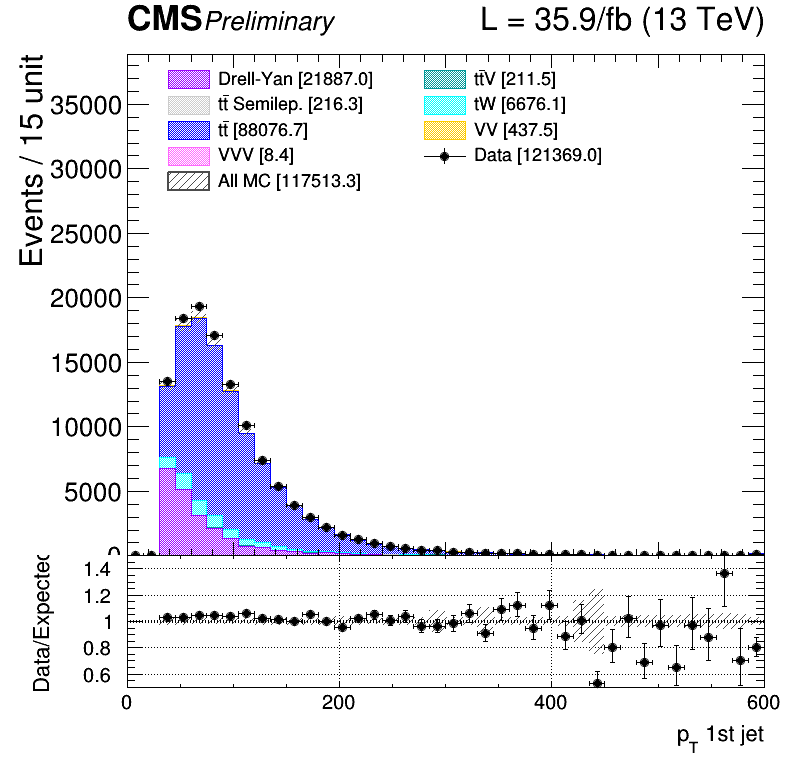 CMS Preliminary L = 35.9/fb (13 TeV)
Events / 15 unit
Drell-Yan [21887.0]
tt̄ Semilep. [216.3]
tt̄ [88076.7]
VVV [8.4]
All MC [117513.3]
tt̄V [211.5]
tW [6676.1]
VV [437.5]
Data [121369.0]
35000
30000
25000
20000
15000
10000
5000
0
Data/Expected
1.4
1.2
1
0.8
0.6
0 200 400 600
p_T 1st jet